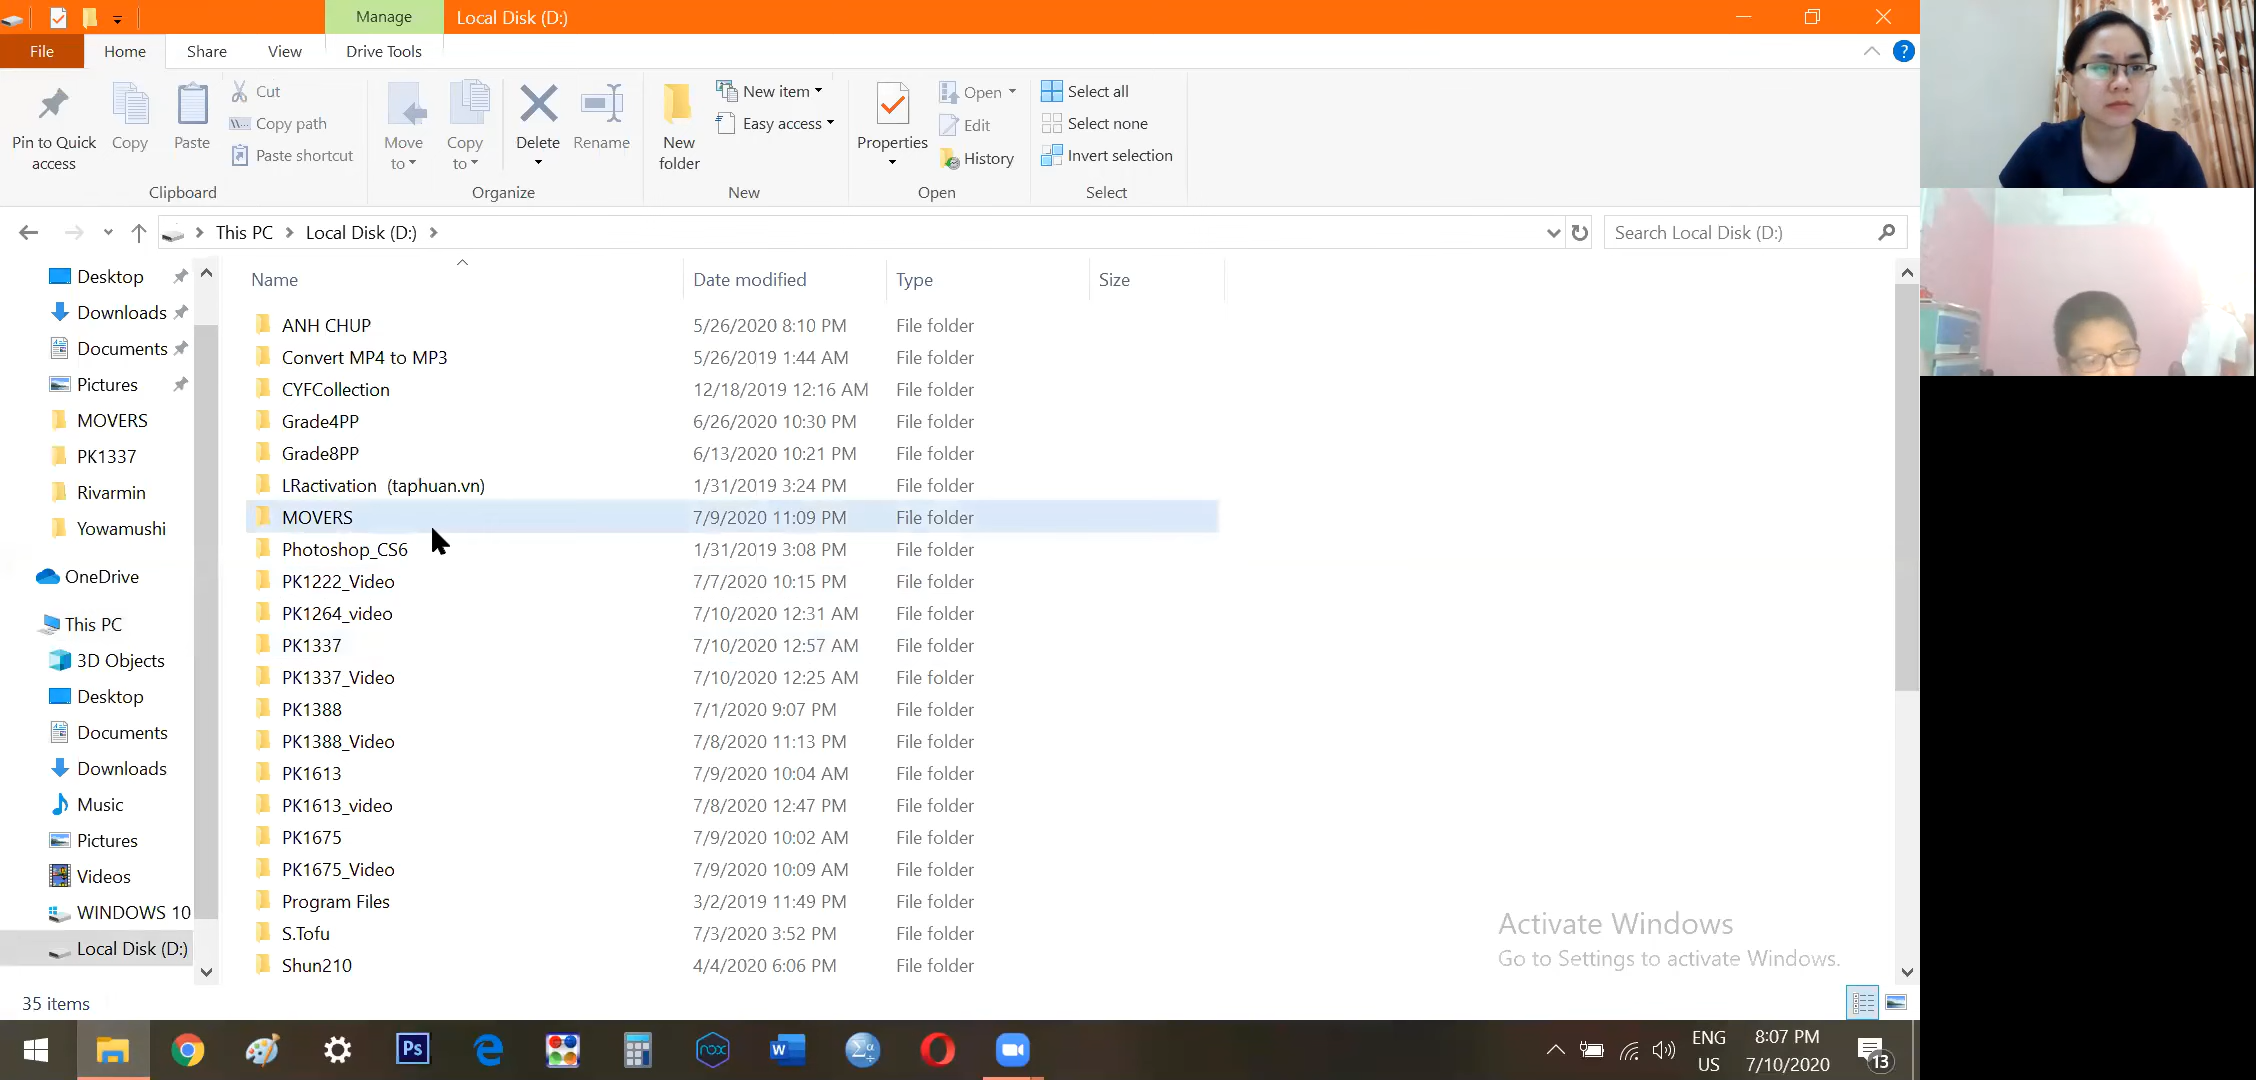 Manage
Local Disk (D:)
File
Home
Share
View
Drive Tools
Pin to Quick access
Copy
Paste
Cut
Copy path
Paste shortcut
Clipboard
Move to
Copy to
Delete
Rename
Organize
New folder
New item
Easy access
New
Properties
Open
Edit
History
Open
Select all
Select none
Invert selection
Select
This PC
Local Disk (D:)
Search Local Disk (D:)
Desktop
Downloads
Documents
Pictures
MOVERS
PK1337
Rivarmin
Yowamushi
OneDrive
This PC
3D Objects
Desktop
Documents
Downloads
Music
Pictures
Videos
WINDOWS 10
Local Disk (D:)
Name Date modified Type Size
ANH CHUP 5/26/2020 8:10 PM File folder
Convert MP4 to MP3 5/26/2019 1:44 AM File folder
CYFCollection 12/18/2019 12:16 AM File folder
Grade4PP 6/26/2020 10:30 PM File folder
Grade8PP 6/13/2020 10:21 PM File folder
LRactivation (taphuan.vn) 1/31/2019 3:24 PM File folder
MOVERS 7/9/2020 11:09 PM File folder
Photoshop_CS6 1/31/2019 3:08 PM File folder
PK1222_Video 7/7/2020 10:15 PM File folder
PK1264_video 7/10/2020 12:31 AM File folder
PK1337 7/10/2020 12:57 AM File folder
PK1337_Video 7/10/2020 12:25 AM File folder
PK1388 7/1/2020 9:07 PM File folder
PK1388_Video 7/8/2020 11:13 PM File folder
PK1613 7/9/2020 10:04 AM File folder
PK1613_video 7/8/2020 12:47 PM File folder
PK1675 7/9/2020 10:02 AM File folder
PK1675_Video 7/9/2020 10:09 AM File folder
Program Files 3/2/2019 11:49 PM File folder
S.Tofu 7/3/2020 3:52 PM File folder
Shun210 4/4/2020 6:06 PM File folder
Activate Windows
Go to Settings to activate Windows.
35 items
Ps
nox
W
ENG
US
8:07 PM
7/10/2020
13